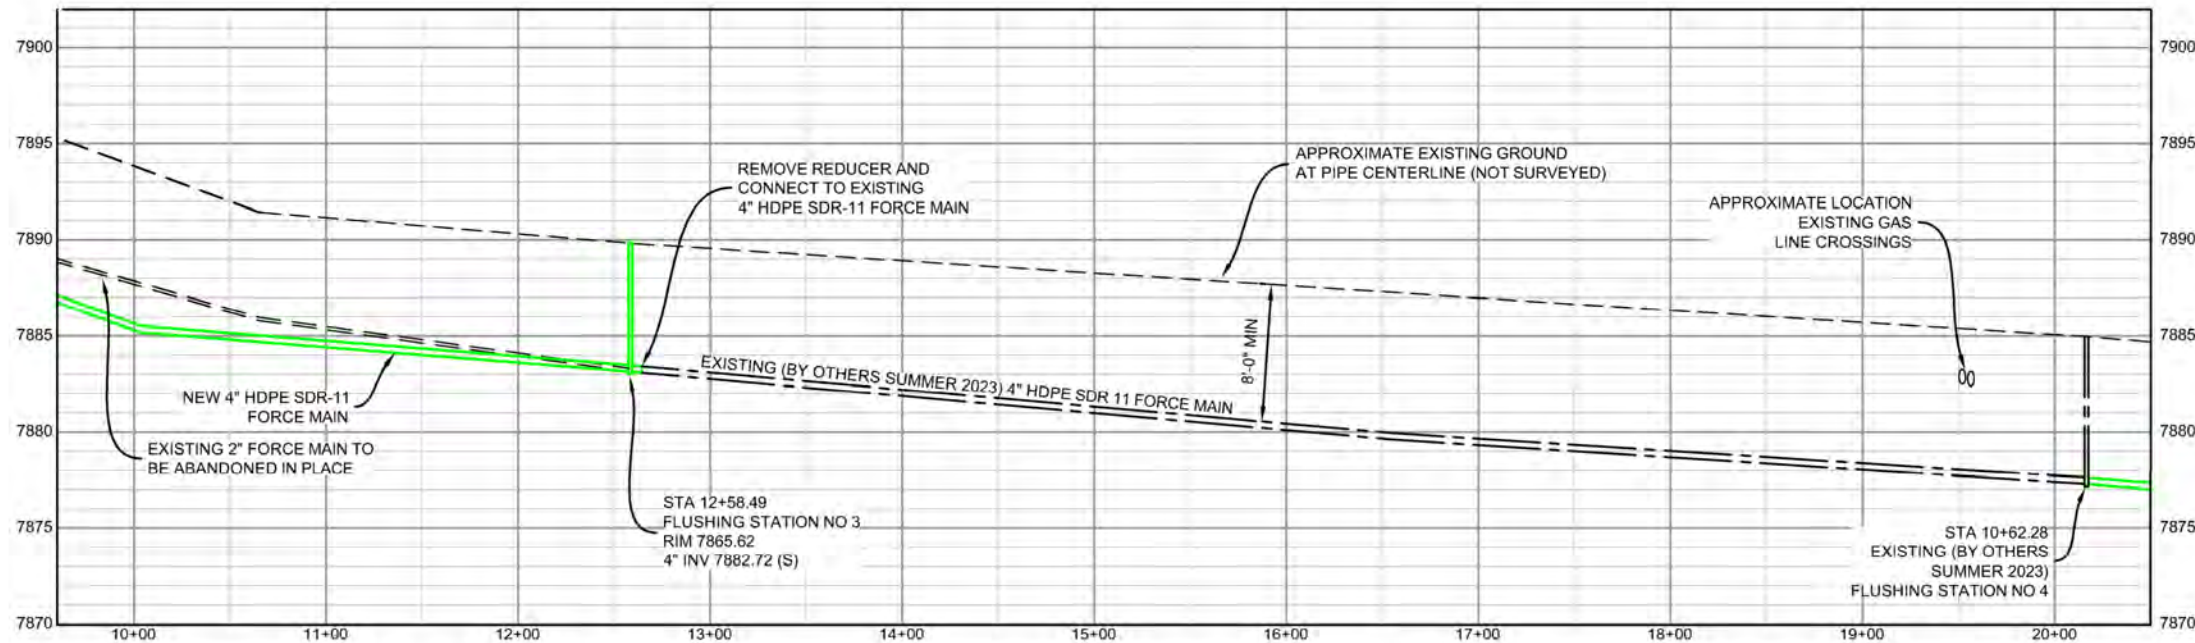 7900
7900
7895
7895
REMOVE REDUCER AND
CONNECT TO EXISTING
4" HDPE SDR-11 FORCE MAIN
APPROXIMATE EXISTING GROUND
AT PIPE CENTERLINE (NOT SURVEYED)
APPROXIMATE LOCATION
EXISTING GAS
LINE CROSSINGS
7890
7890
7885
7885
8'-0" MIN
EXISTING (BY OTHERS SUMMER 2023) 4" HDPE SDR 11 FORCE MAIN
NEW 4" HDPE SDR-11
FORCE MAIN
7880
7880
EXISTING 2" FORCE MAIN TO
BE ABANDONED IN PLACE
STA 12+58.49
FLUSHING STATION NO 3
RIM 7865.62
4" INV 7882.72 (S)
7875
7875
STA 10+62.28
EXISTING (BY OTHERS
SUMMER 2023)
FLUSHING STATION NO 4
7870
7870
10+00
11+00
12+00
13+00
14+00
15+00
16+00
17+00
18+00
19+00
20+00